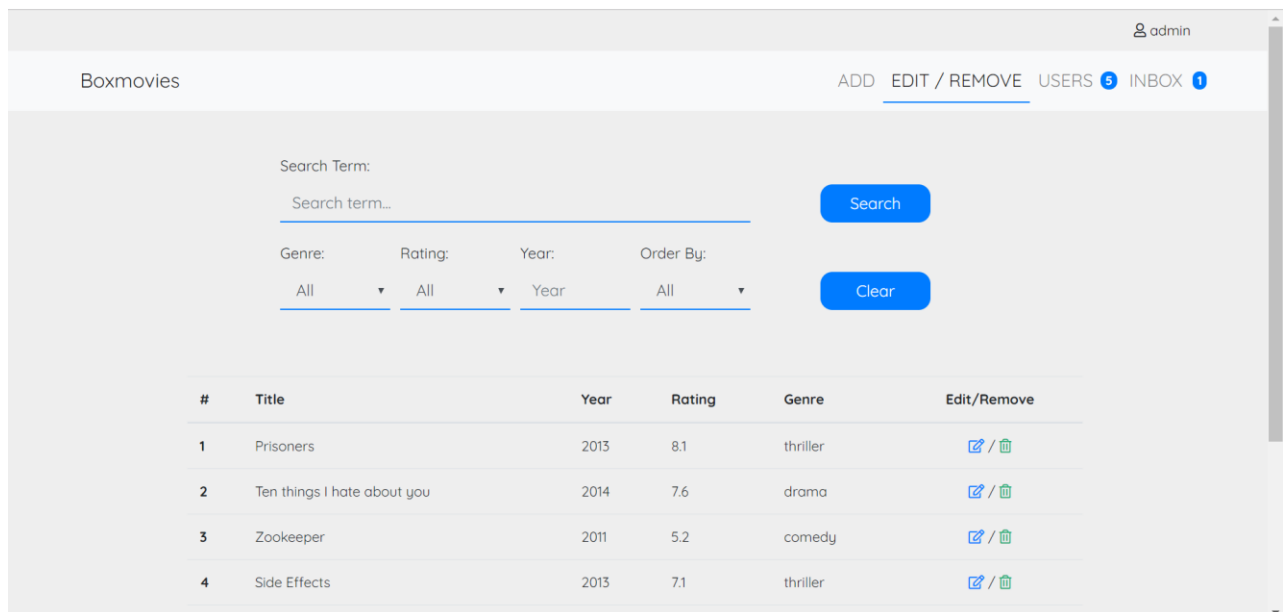 admin
Boxmovies ADD EDIT / REMOVE USERS 5 INBOX 1
Search Term:
Search term... Search
Genre: Rating: Year: Order By:
All All Year All Clear
# Title Year Rating Genre Edit/Remove
1 Prisoners 2013 8.1 thriller /
2 Ten things I hate about you 2014 7.6 drama /
3 Zookeeper 2011 5.2 comedy /
4 Side Effects 2013 7.1 thriller /